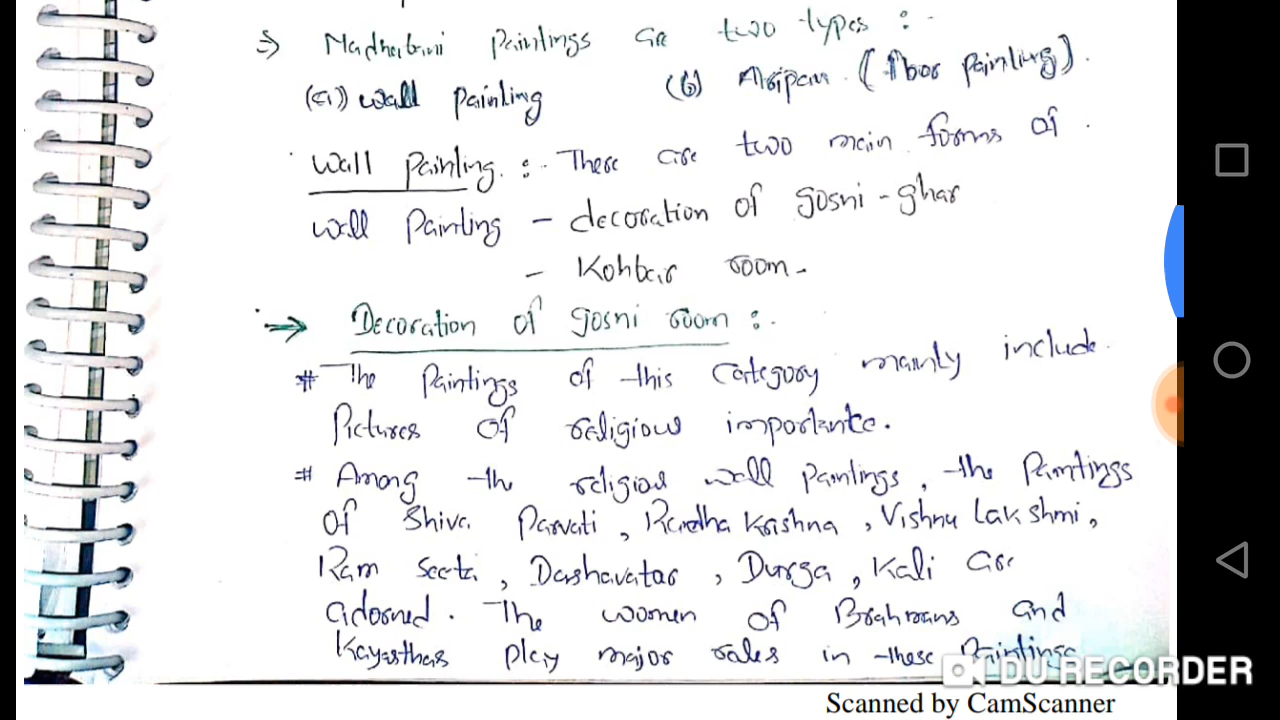 ⇒ Madhubani Paintings are two types :-
(a) wall painting (b) Aripan (floor painting).
Wall Painting :- There are two main forms of
wall Painting - decoration of gosni-ghar
- Kohbar room-
⇒ Decoration of gosni room :-
# The Paintings of this category mainly include
Pictures of religious importante.
# Among the religious wall Paintings, the Paintings
of Shiva Parvati, Radha Krishna, Vishnu Lakshmi,
Ram Seeta, Dashavatar, Durga, Kali are
adorned. The women of Brahmans and
Kayasthas play major roles in these Paintings
DU RECORDER
Scanned by CamScanner